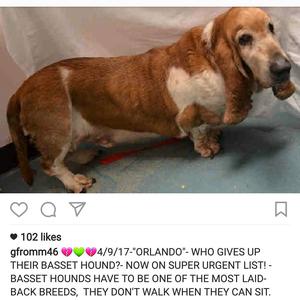 102 likes
gfromm46 💔💚💔4/9/17-"ORLANDO"- WHO GIVES UP
THEIR BASSET HOUND?- NOW ON SUPER URGENT LIST! -
BASSET HOUNDS HAVE TO BE ONE OF THE MOST LAID-
BACK BREEDS, THEY DON'T WALK WHEN THEY CAN SIT.